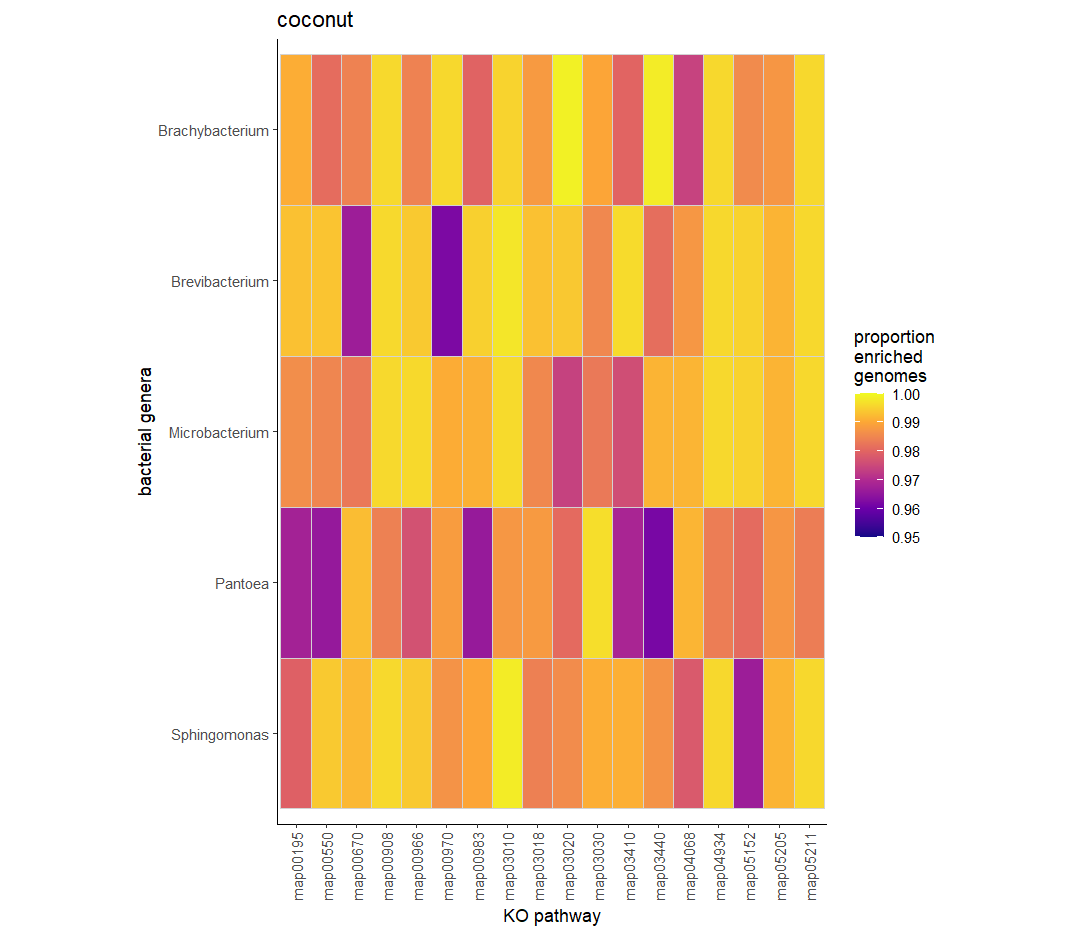 coconut
bacterial genera
Brachybacterium
Brevibacterium
Microbacterium
Pantoea
Sphingomonas
map00195
map00550
map00670
map00908
map00966
map00970
map00983
map03010
map03018
map03020
map03030
map03410
map03440
map04068
map04934
map05152
map05205
map05211
KO pathway
proportion
enriched
genomes
1.00
0.99
0.98
0.97
0.96
0.95